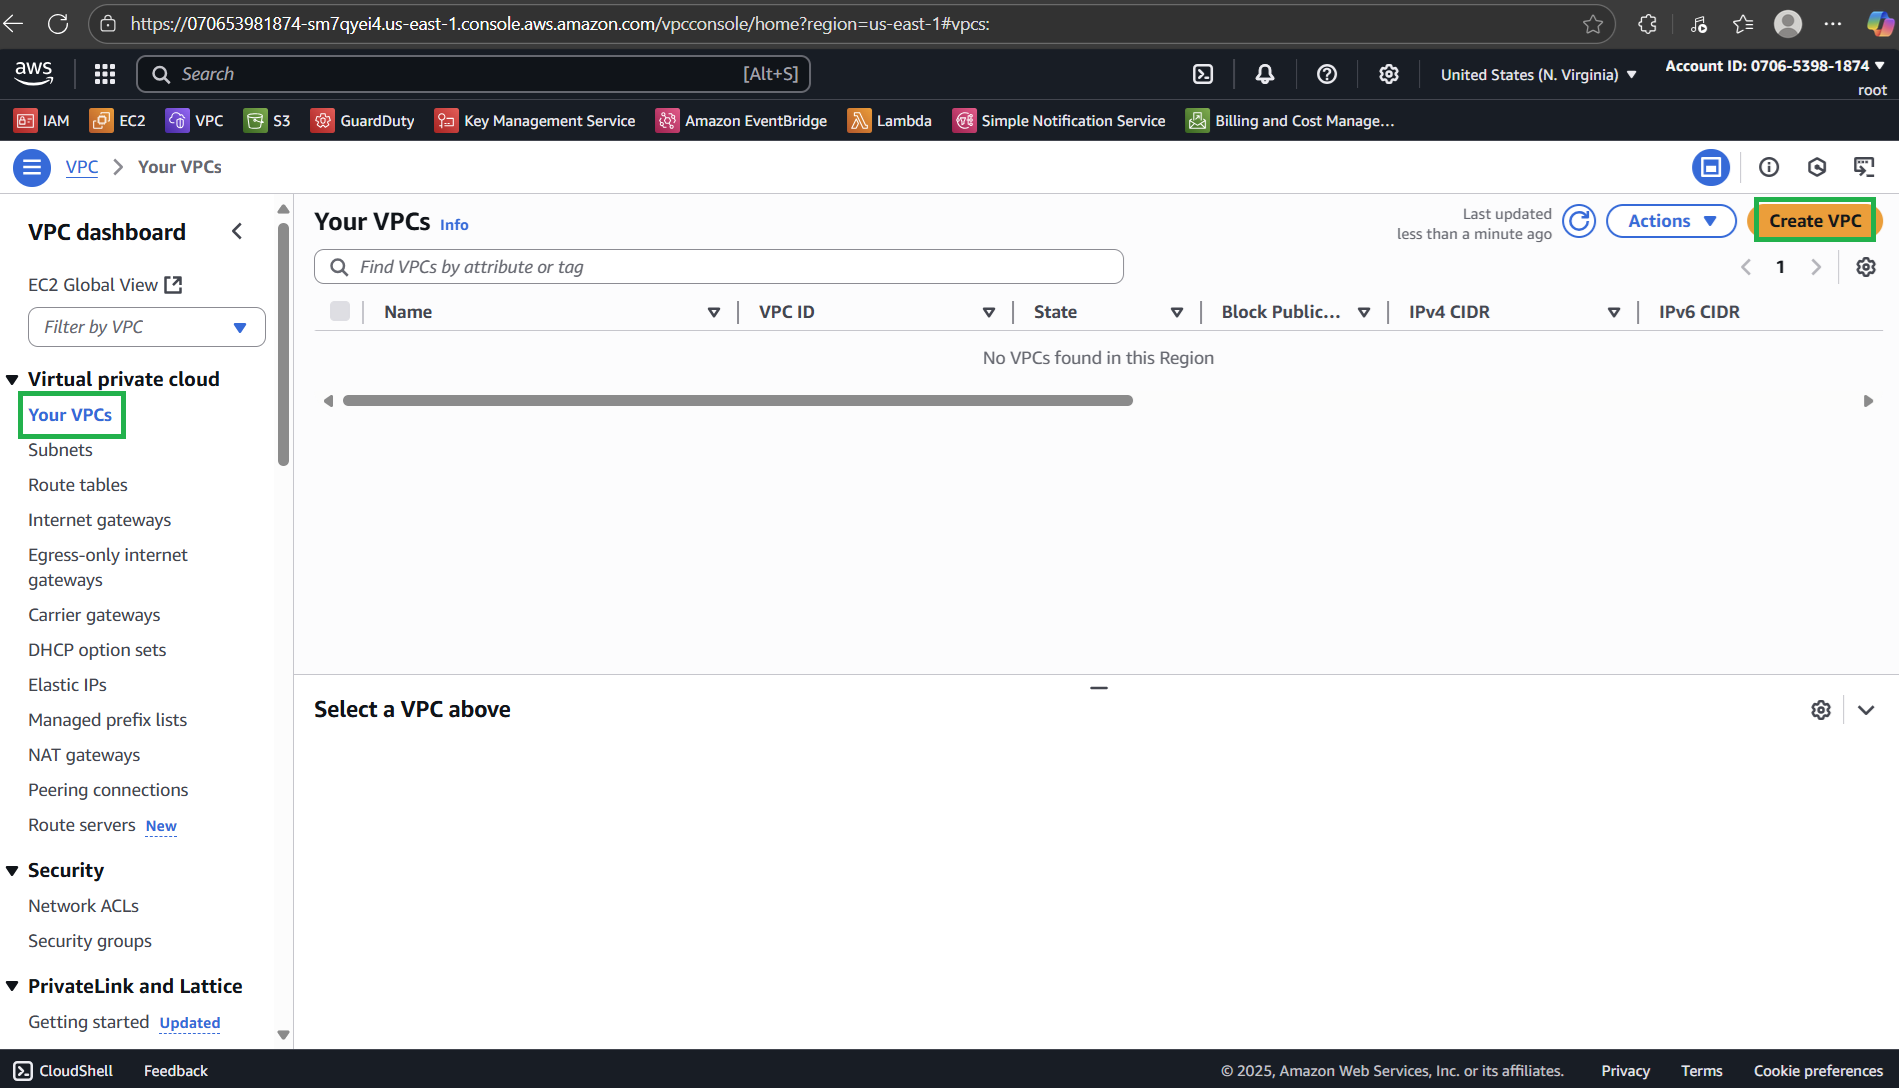 https://070653981874-sm7qyei4.us-east-1.console.aws.amazon.com/vpcconsole/home?region=us-east-1#vpcs:
aws
Search
[Alt+S]
United States (N. Virginia)
Account ID: 0706-5398-1874
root
IAM
EC2
VPC
S3
GuardDuty
Key Management Service
Amazon EventBridge
Lambda
Simple Notification Service
Billing and Cost Manage...
VPC
Your VPCs
VPC dashboard
EC2 Global View
Filter by VPC
Virtual private cloud
Your VPCs
Subnets
Route tables
Internet gateways
Egress-only internet
gateways
Carrier gateways
DHCP option sets
Elastic IPs
Managed prefix lists
NAT gateways
Peering connections
Route servers New
Security
Network ACLs
Security groups
PrivateLink and Lattice
Getting started Updated
Your VPCs Info
Last updated
less than a minute ago
Actions
Create VPC
Find VPCs by attribute or tag
1
Name
VPC ID
State
Block Public...
IPv4 CIDR
IPv6 CIDR
No VPCs found in this Region
Select a VPC above
CloudShell
Feedback
© 2025, Amazon Web Services, Inc. or its affiliates.
Privacy
Terms
Cookie preferences